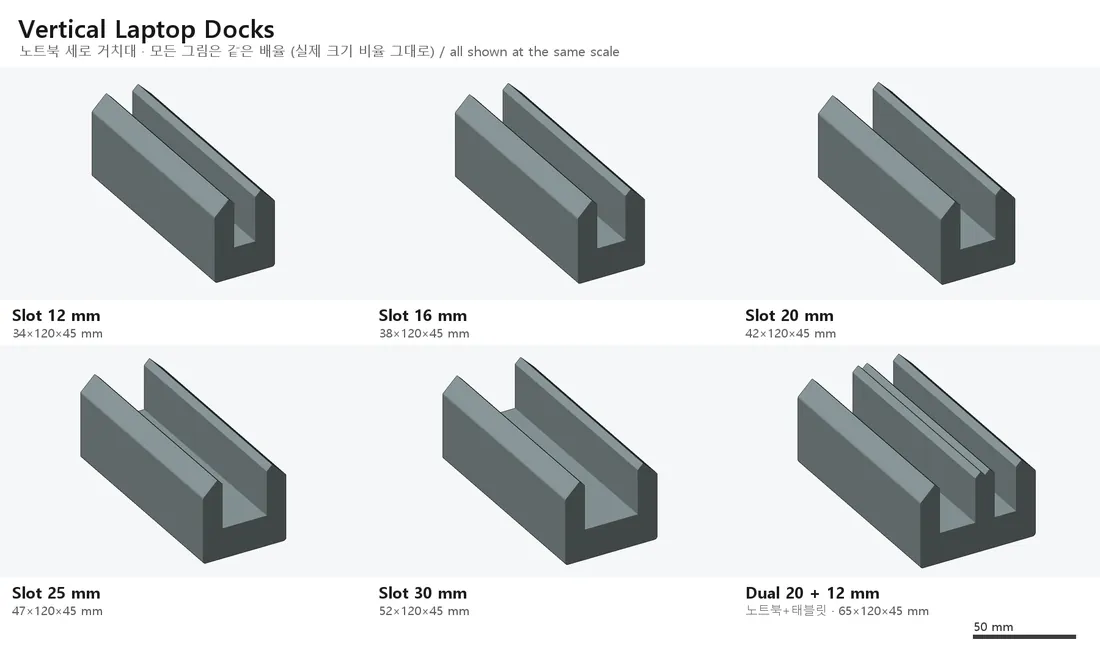 Vertical Laptop Docks
노트북 세로 거치대 · 모든 그림은 같은 배율 (실제 크기 비율 그대로) / all shown at the same scale
Slot 12 mm
34×120×45 mm
Slot 16 mm
38×120×45 mm
Slot 20 mm
42×120×45 mm
Slot 25 mm
47×120×45 mm
Slot 30 mm
52×120×45 mm
Dual 20 + 12 mm
노트북+태블릿 · 65×120×45 mm
50 mm